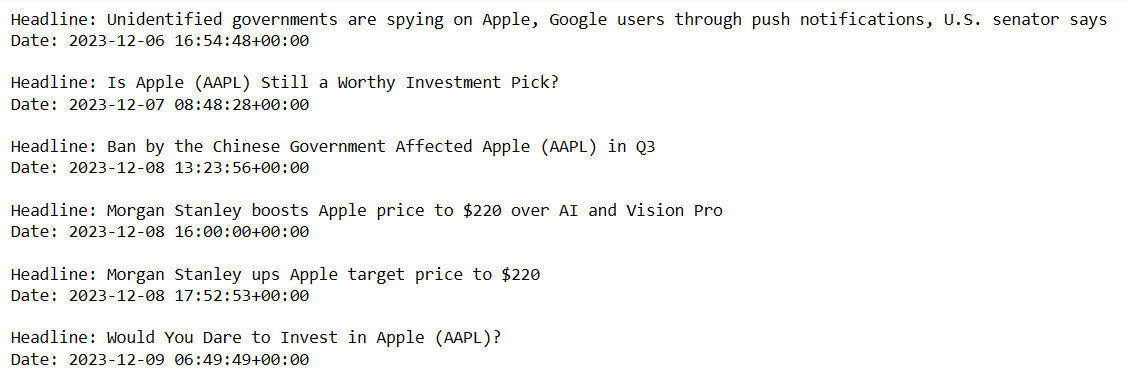 Headline: Unidentified governments are spying on Apple, Google users through push notifications, U.S. senator says
Date: 2023-12-06 16:54:48+00:00
Headline: Is Apple (AAPL) Still a Worthy Investment Pick?
Date: 2023-12-07 08:48:28+00:00
Headline: Ban by the Chinese Government Affected Apple (AAPL) in Q3
Date: 2023-12-08 13:23:56+00:00
Headline: Morgan Stanley boosts Apple price to $220 over AI and Vision Pro
Date: 2023-12-08 16:00:00+00:00
Headline: Morgan Stanley ups Apple target price to $220
Date: 2023-12-08 17:52:53+00:00
Headline: Would You Dare to Invest in Apple (AAPL)?
Date: 2023-12-09 06:49:49+00:00